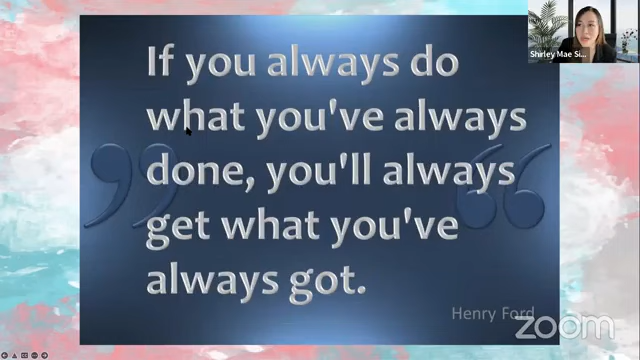 Shirley Mae Si...
If you always do
what you've always
done, you'll always
get what you've
always got.
Henry Ford
zoom